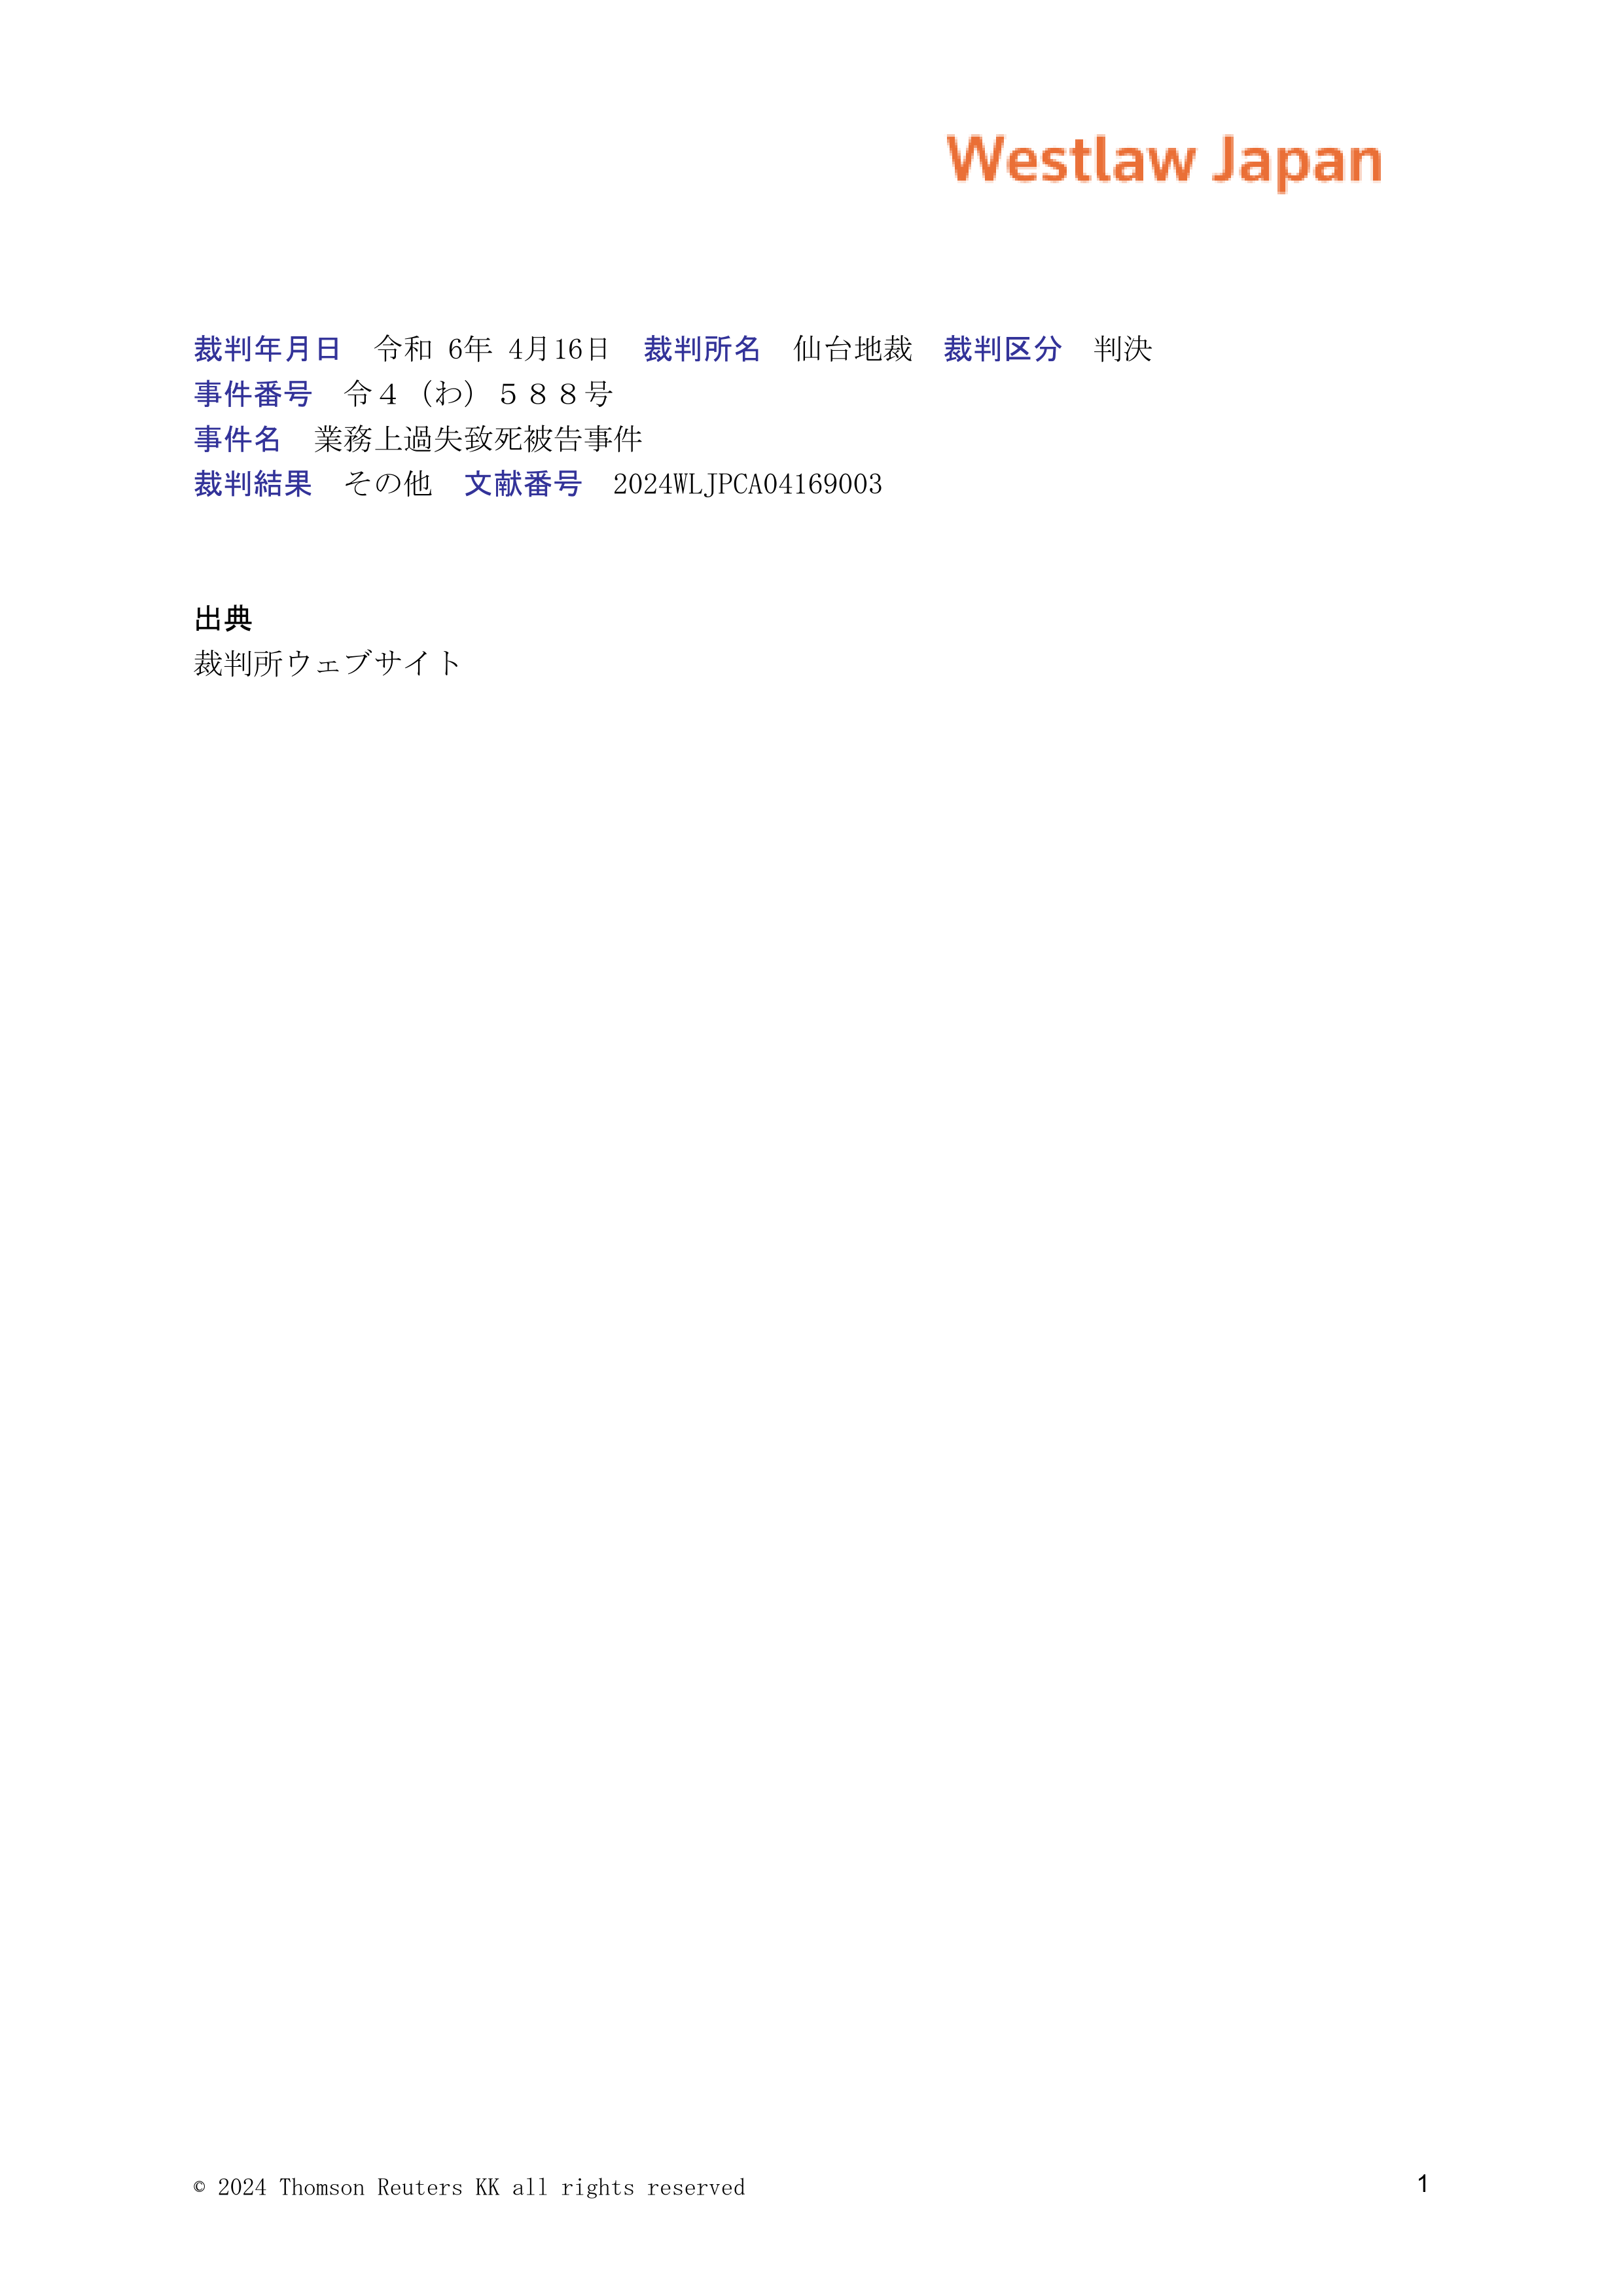 Westlaw Japan
裁判年月日　令和 6年 4月16日　裁判所名　仙台地裁　裁判区分　判決
事件番号　令４（わ）５８８号
事件名　業務上過失致死被告事件
裁判結果　その他　文献番号　2024WLJPCA04169003
出典
裁判所ウェブサイト
© 2024 Thomson Reuters KK all rights reserved
1